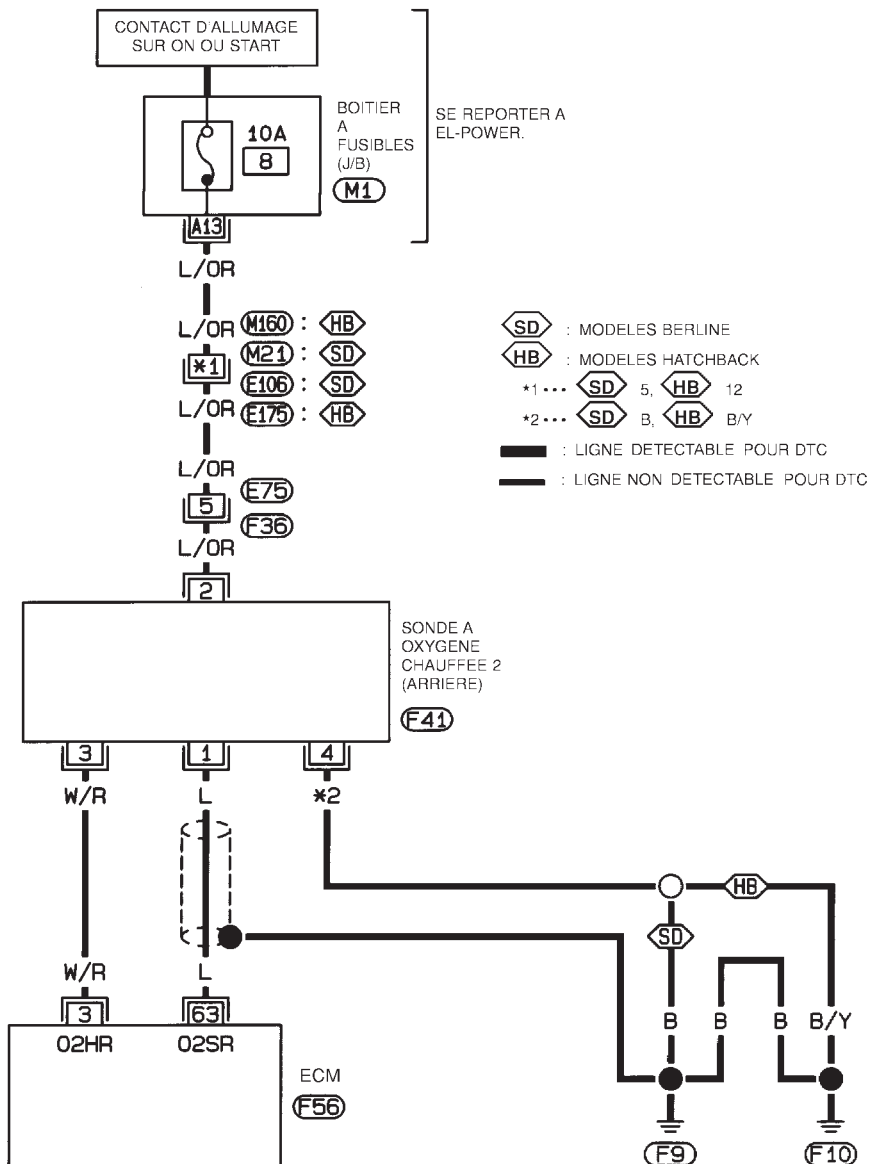 CONTACT D'ALLUMAGE
SUR ON OU START
BOITIER
A
FUSIBLES
(J/B)
M1
10A
8
SE REPORTER A
EL-POWER.
A13
L/OR
L/OR
M160 : HB
*1
M21 : SD
E106 : SD
L/OR
E175 : HB
SD : MODELES BERLINE
HB : MODELES HATCHBACK
*1 ··· SD 5, HB 12
*2 ··· SD B, HB B/Y
: LIGNE DETECTABLE POUR DTC
: LIGNE NON DETECTABLE POUR DTC
L/OR
E75
5
F36
L/OR
2
SONDE A
OXYGENE
CHAUFFEE 2
(ARRIERE)
F41
3 1 4
W/R L *2
HB
SD
W/R L
3 63
O2HR O2SR
B B B B/Y
ECM
F56
F9 F10